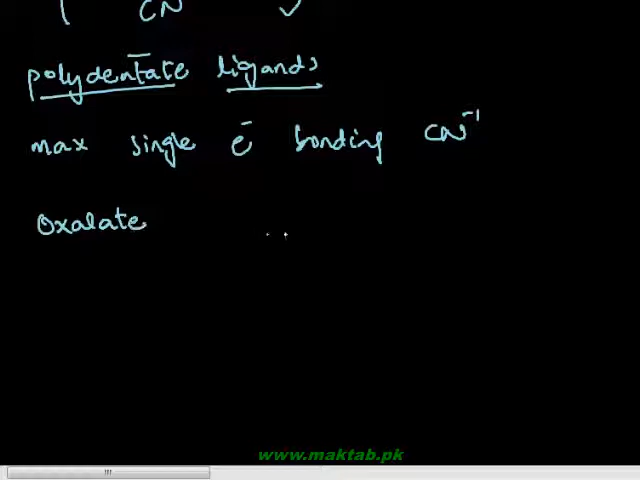 CN
polydentate ligands
max single e⁻ bonding CN⁻¹
Oxalate
www.maktab.pk